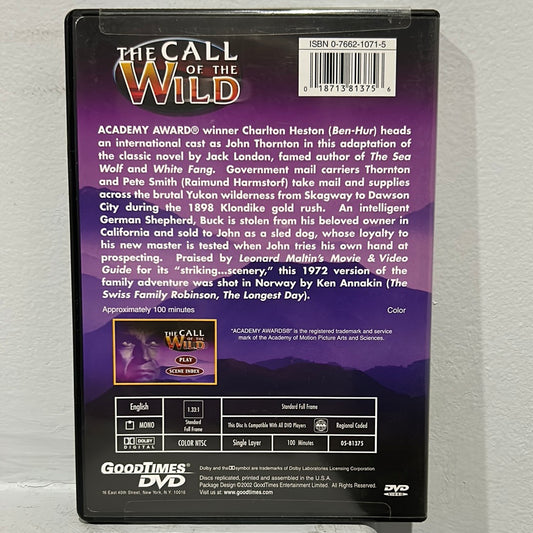 THE CALL
OF THE
WILD
ISBN 0-7662-1071-5
0 18713 81375 6
ACADEMY AWARD® winner Charlton Heston (Ben-Hur) heads
an international cast as John Thornton in this adaptation of
the classic novel by Jack London, famed author of The Sea
Wolf and White Fang. Government mail carriers Thornton
and Pete Smith (Raimund Harmstorf) take mail and supplies
across the brutal Yukon wilderness from Skagway to Dawson
City during the 1898 Klondike gold rush. An intelligent
German Shepherd, Buck is stolen from his beloved owner in
California and sold to John as a sled dog, whose loyalty to
his new master is tested when John tries his own hand at
prospecting. Praised by Leonard Maltin's Movie & Video
Guide for its "striking...scenery," this 1972 version of the
family adventure was shot in Norway by Ken Annakin (The
Swiss Family Robinson, The Longest Day).
Approximately 100 minutes Color
THE CALL
OF THE
WILD
PLAY
SCENE INDEX
"ACADEMY AWARDS®" is the registered trademark and service
mark of the Academy of Motion Picture Arts and Sciences.
English 1.33:1 Standard Full Frame
MONO Standard
Full Frame This Disc Is Compatible With All DVD Players Regional Coded
DOLBY
DIGITAL COLOR NTSC Single Layer 100 Minutes 05-81375
GOODTIMES
DVD
16 East 40th Street, New York, N.Y. 10016
Dolby and the symbol are trademarks of Dolby Laboratories Licensing Corporation.
Discs replicated, printed and assembled in the U.S.A.
Package Design ©2002 GoodTimes Entertainment Limited. All Rights Reserved.
Visit us at: www.goodtimes.com
DVD
VIDEO